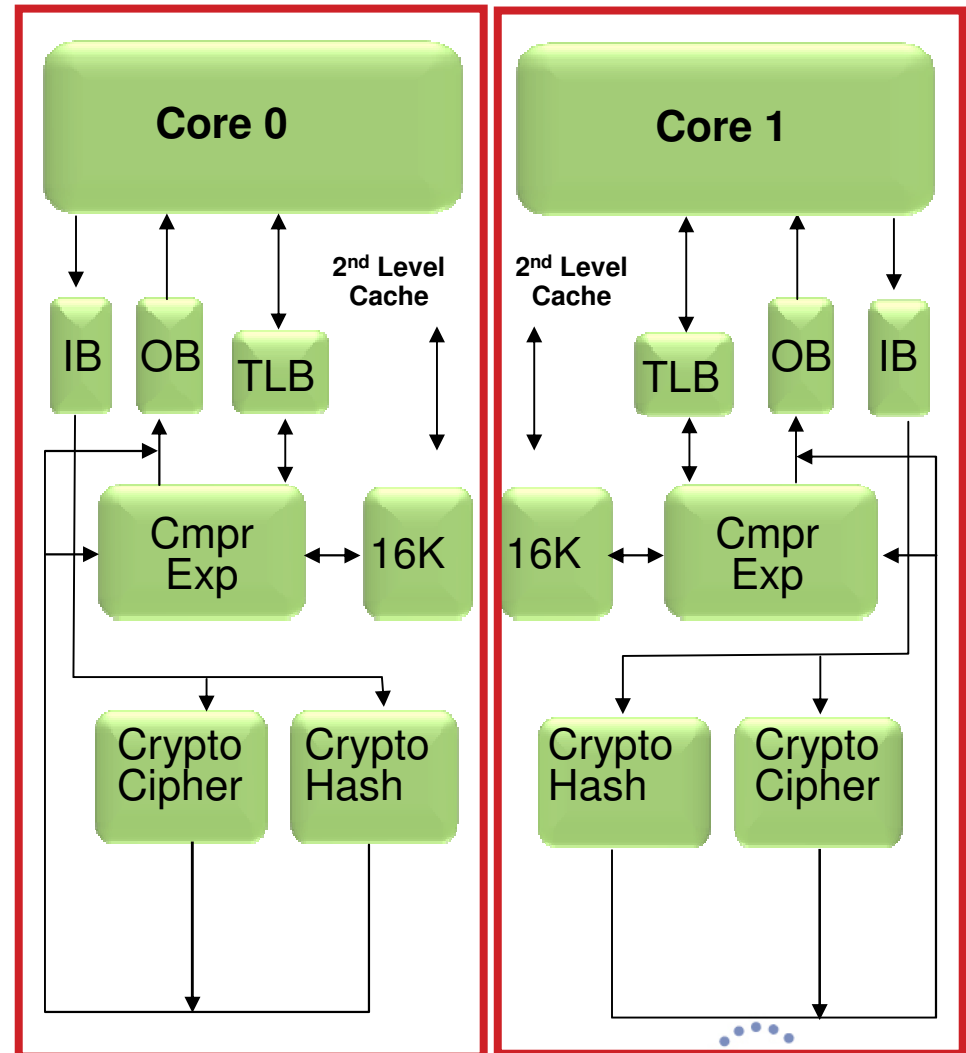 Core 0
2nd Level
Cache
IB
OB
TLB
Cmpr
Exp
16K
Crypto
Cipher
Crypto
Hash
Core 1
2nd Level
Cache
TLB
OB
IB
16K
Cmpr
Exp
Crypto
Hash
Crypto
Cipher